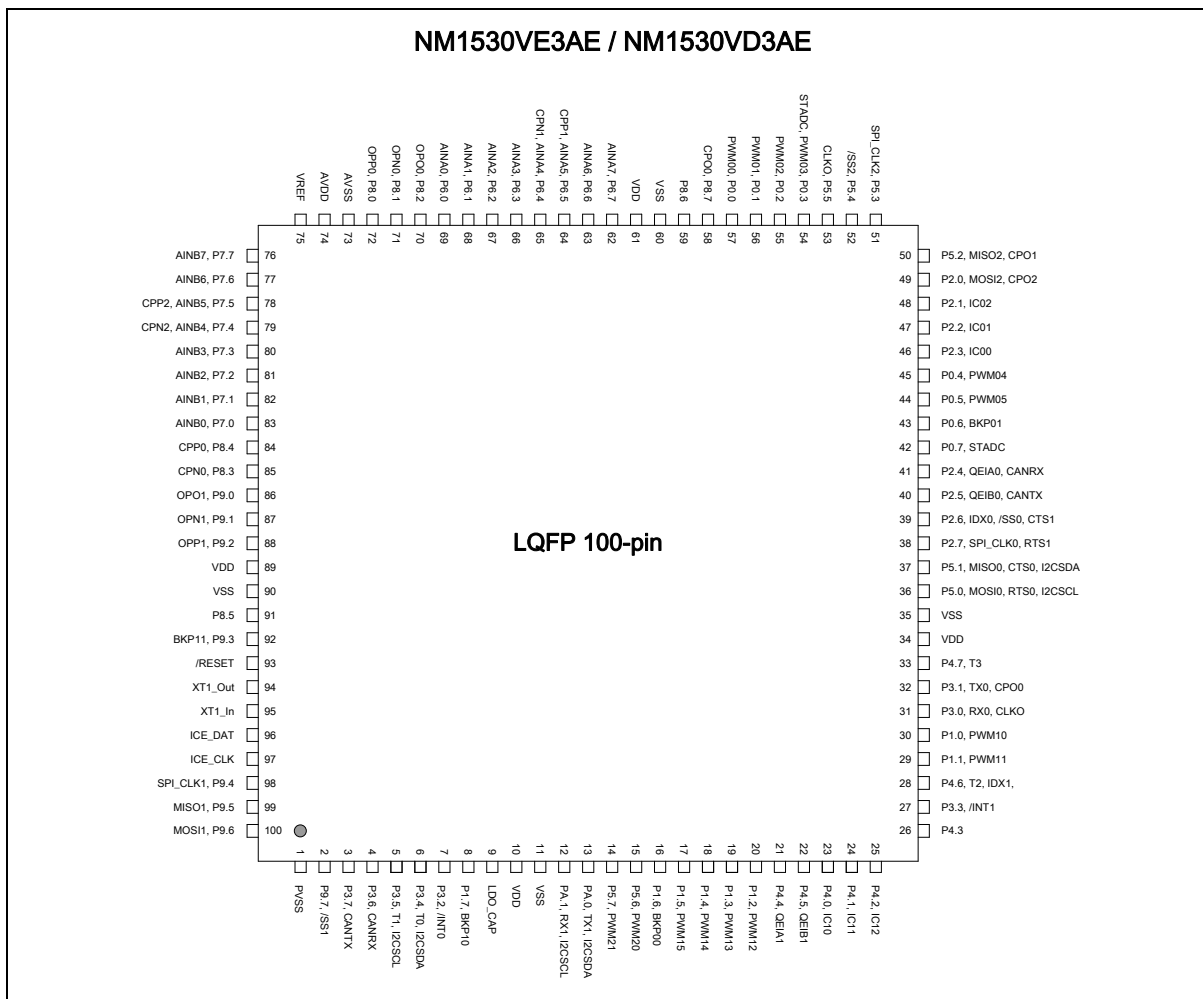 NM1530VE3AE / NM1530VD3AE
VREF 75
AVDD 74
AVSS 73
OPP0, P8.0 72
OPN0, P8.1 71
OPO0, P8.2 70
AINA0, P6.0 69
AINA1, P6.1 68
AINA2, P6.2 67
AINA3, P6.3 66
CPN1, AINA4, P6.4 65
CPP1, AINA5, P6.5 64
AINA6, P6.6 63
AINA7, P6.7 62
VDD 61
VSS 60
P8.6 59
CPO0, P8.7 58
PWM00, P0.0 57
PWM01, P0.1 56
PWM02, P0.2 55
STADC, PWM03, P0.3 54
CLKO, P5.5 53
/SS2, P5.4 52
SPI_CLK2, P5.3 51
AINB7, P7.7 76
AINB6, P7.6 77
CPP2, AINB5, P7.5 78
CPN2, AINB4, P7.4 79
AINB3, P7.3 80
AINB2, P7.2 81
AINB1, P7.1 82
AINB0, P7.0 83
CPP0, P8.4 84
CPN0, P8.3 85
OPO1, P9.0 86
OPN1, P9.1 87
OPP1, P9.2 88
VDD 89
VSS 90
P8.5 91
BKP11, P9.3 92
/RESET 93
XT1_Out 94
XT1_In 95
ICE_DAT 96
ICE_CLK 97
SPI_CLK1, P9.4 98
MISO1, P9.5 99
MOSI1, P9.6 100
LQFP 100-pin
50 P5.2, MISO2, CPO1
49 P2.0, MOSI2, CPO2
48 P2.1, IC02
47 P2.2, IC01
46 P2.3, IC00
45 P0.4, PWM04
44 P0.5, PWM05
43 P0.6, BKP01
42 P0.7, STADC
41 P2.4, QEIA0, CANRX
40 P2.5, QEIB0, CANTX
39 P2.6, IDX0, /SS0, CTS1
38 P2.7, SPI_CLK0, RTS1
37 P5.1, MISO0, CTS0, I2CSDA
36 P5.0, MOSI0, RTS0, I2CSCL
35 VSS
34 VDD
33 P4.7, T3
32 P3.1, TX0, CPO0
31 P3.0, RX0, CLKO
30 P1.0, PWM10
29 P1.1, PWM11
28 P4.6, T2, IDX1,
27 P3.3, /INT1
26 P4.3
1 PVSS
2 P9.7, /SS1
3 P3.7, CANTX
4 P3.6, CANRX
5 P3.5, T1, I2CSCL
6 P3.4, T0, I2CSDA
7 P3.2, /INT0
8 P1.7, BKP10
9 LDO_CAP
10 VDD
11 VSS
12 PA.1, RX1, I2CSCL
13 PA.0, TX1, I2CSDA
14 P5.7, PWM21
15 P5.6, PWM20
16 P1.6, BKP00
17 P1.5, PWM15
18 P1.4, PWM14
19 P1.3, PWM13
20 P1.2, PWM12
21 P4.4, QEIA1
22 P4.5, QEIB1
23 P4.0, IC10
24 P4.1, IC11
25 P4.2, IC12